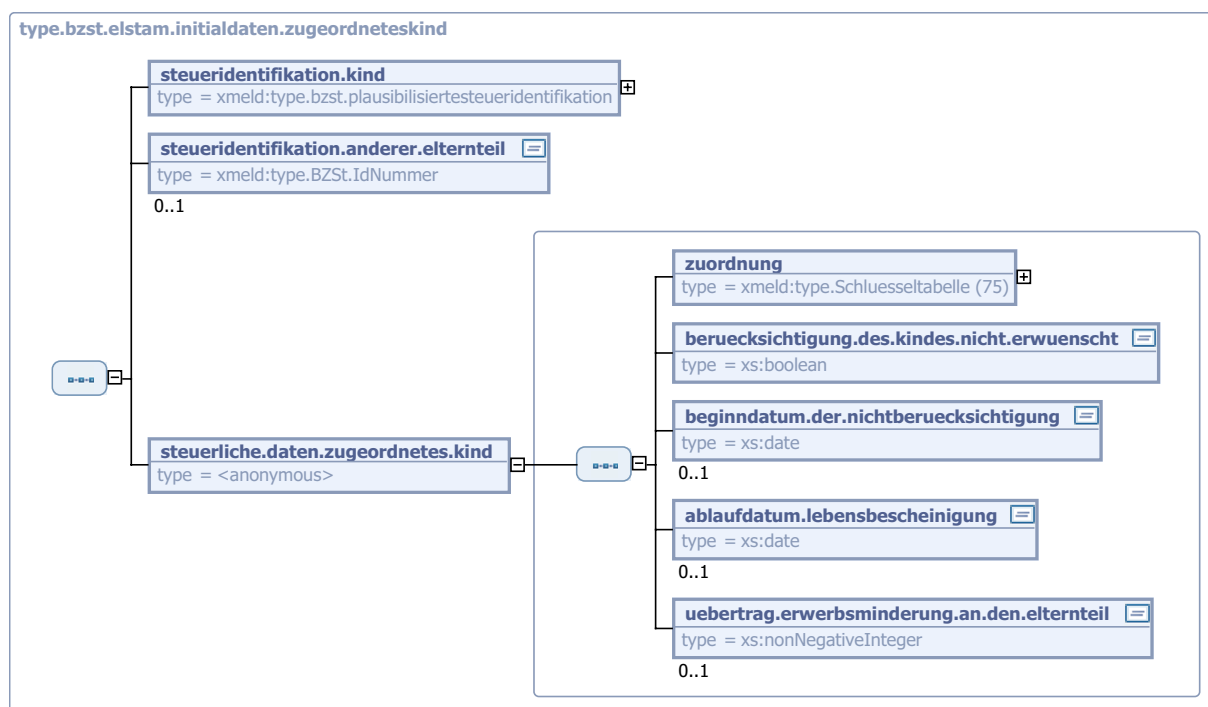 type.bzst.elstam.initialdaten.zugeordneteskind
steueridentifikation.kind
type = xmeld:type.bzst.plausibilisiertesteueridentifikation
steueridentifikation.anderer.elternteil
type = xmeld:type.BZSt.IdNummer
0..1
steuerliche.daten.zugeordnetes.kind
type = <anonymous>
zuordnung
type = xmeld:type.Schluesseltabelle (75)
beruecksichtigung.des.kindes.nicht.erwuenscht
type = xs:boolean
beginndatum.der.nichtberuecksichtigung
type = xs:date
0..1
ablaufdatum.lebensbescheinigung
type = xs:date
0..1
uebertrag.erwerbsminderung.an.den.elternteil
type = xs:nonNegativeInteger
0..1